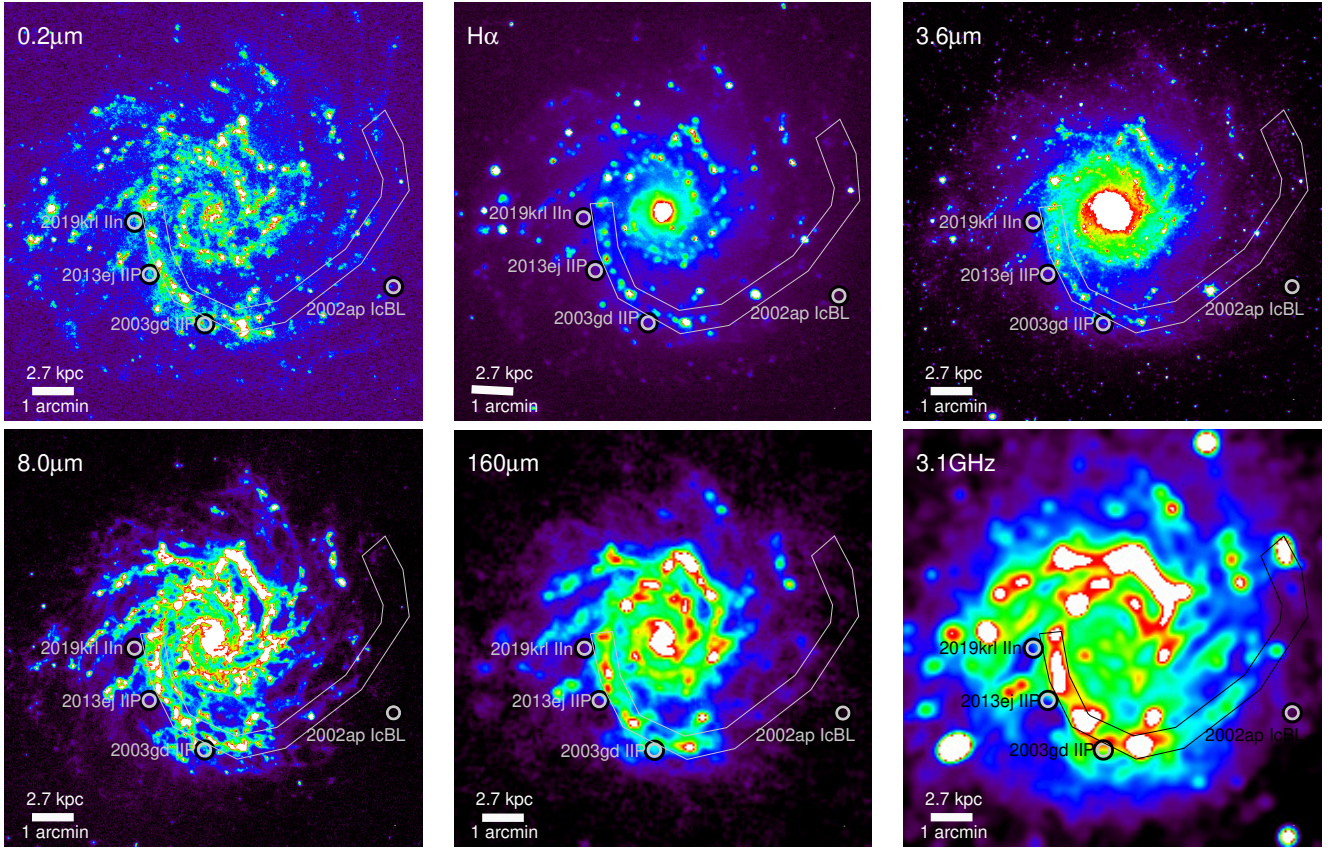 0.2μm
2019krl IIn
2013ej IIP
2003gd IIP
2002ap IcBL
2.7 kpc
1 arcmin
Hα
2019krl IIn
2013ej IIP
2003gd IIP
2002ap IcBL
2.7 kpc
1 arcmin
3.6μm
2019krl IIn
2013ej IIP
2003gd IIP
2002ap IcBL
2.7 kpc
1 arcmin
8.0μm
2019krl IIn
2013ej IIP
2003gd IIP
2002ap IcBL
2.7 kpc
1 arcmin
160μm
2019krl IIn
2013ej IIP
2003gd IIP
2002ap IcBL
2.7 kpc
1 arcmin
3.1GHz
2019krl IIn
2013ej IIP
2003gd IIP
2002ap IcBL
2.7 kpc
1 arcmin